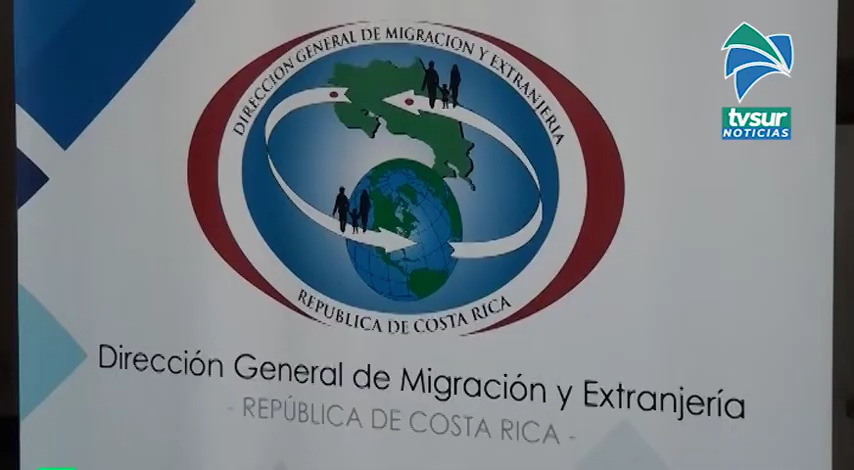 DIRECCION GENERAL DE MIGRACION Y EXTRANJERIA
REPUBLICA DE COSTA RICA
tvsur
NOTICIAS
Dirección General de Migración y Extranjería
- REPÚBLICA DE COSTA RICA -